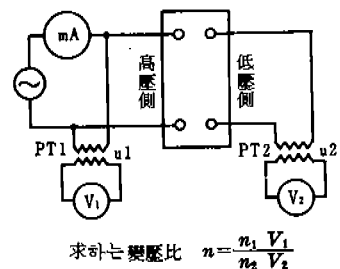 mA
高壓側
低壓側
PT1
u1
PT2
u2
V₁
V₂
求하는 變壓比 n = n₁ V₁ / n₂ V₂